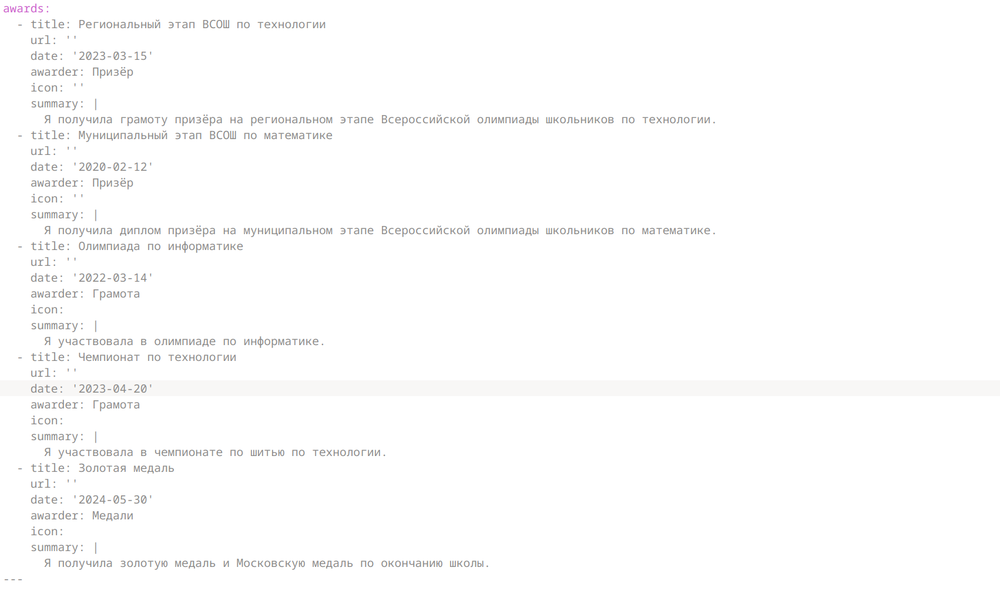 awards:
  - title: Региональный этап ВСОШ по технологии
    url: ''
    date: '2023-03-15'
    awarder: Призёр
    icon: ''
    summary: |
      Я получила грамоту призёра на региональном этапе Всероссийской олимпиады школьников по технологии.
  - title: Муниципальный этап ВСОШ по математике
    url: ''
    date: '2020-02-12'
    awarder: Призёр
    icon: ''
    summary: |
      Я получила диплом призёра на муниципальном этапе Всероссийской олимпиады школьников по математике.
  - title: Олимпиада по информатике
    url: ''
    date: '2022-03-14'
    awarder: Грамота
    icon:
    summary: |
      Я участвовала в олимпиаде по информатике.
  - title: Чемпионат по технологии
    url: ''
    date: '2023-04-20'
    awarder: Грамота
    icon:
    summary: |
      Я участвовала в чемпионате по шитью по технологии.
  - title: Золотая медаль
    url: ''
    date: '2024-05-30'
    awarder: Медали
    icon:
    summary: |
      Я получила золотую медаль и Московскую медаль по окончанию школы.
---